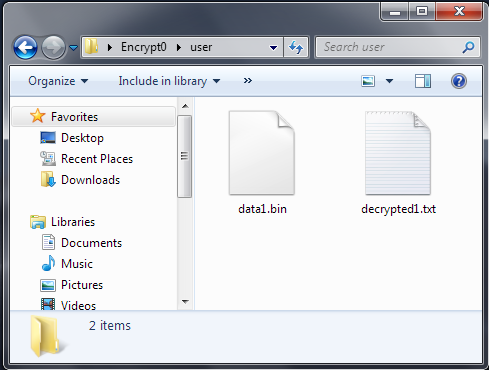 Encrypt0 user
Search user
Organize Include in library »
Favorites
Desktop
Recent Places
Downloads
Libraries
Documents
Music
Pictures
Videos
data1.bin
decrypted1.txt
2 items